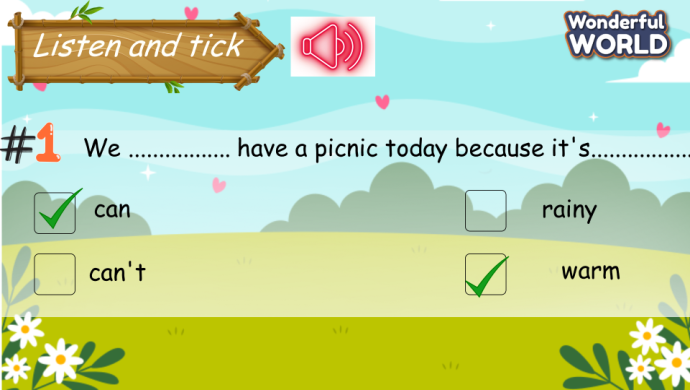 Listen and tick
Wonderful
WORLD
#1 We ................. have a picnic today because it's.................
can
rainy
can't
warm